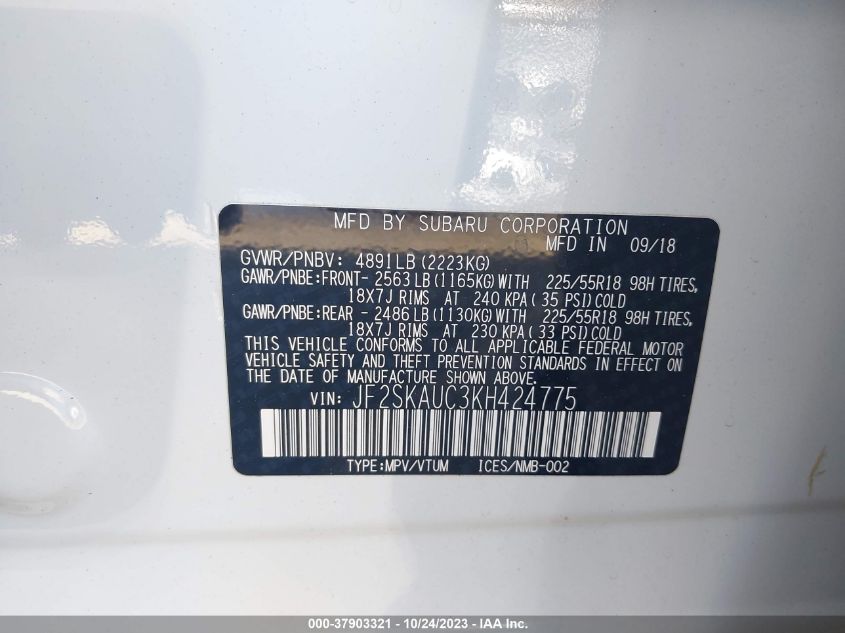 MFD BY SUBARU CORPORATION
MFD IN 09/18
GVWR/PNBV: 4891LB(2223KG)
GAWR/PNBE:FRONT- 2563LB(1165KG)WITH 225/55R18 98H TIRES,
18X7J RIMS AT 240 KPA( 35 PSI)COLD
GAWR/PNBE:REAR - 2486LB(1130KG)WITH 225/55R18 98H TIRES,
18X7J RIMS AT 230 KPA( 33 PSI)COLD
THIS VEHICLE CONFORMS TO ALL APPLICABLE FEDERAL MOTOR
VEHICLE SAFETY AND THEFT PREVENTION STANDARDS IN EFFECT ON
THE DATE OF MANUFACTURE SHOWN ABOVE.
VIN: JF2SKAUC3KH424775
TYPE:MPV/VTUM ICES/NMB-002
000-37903321 - 10/24/2023 - IAA Inc.